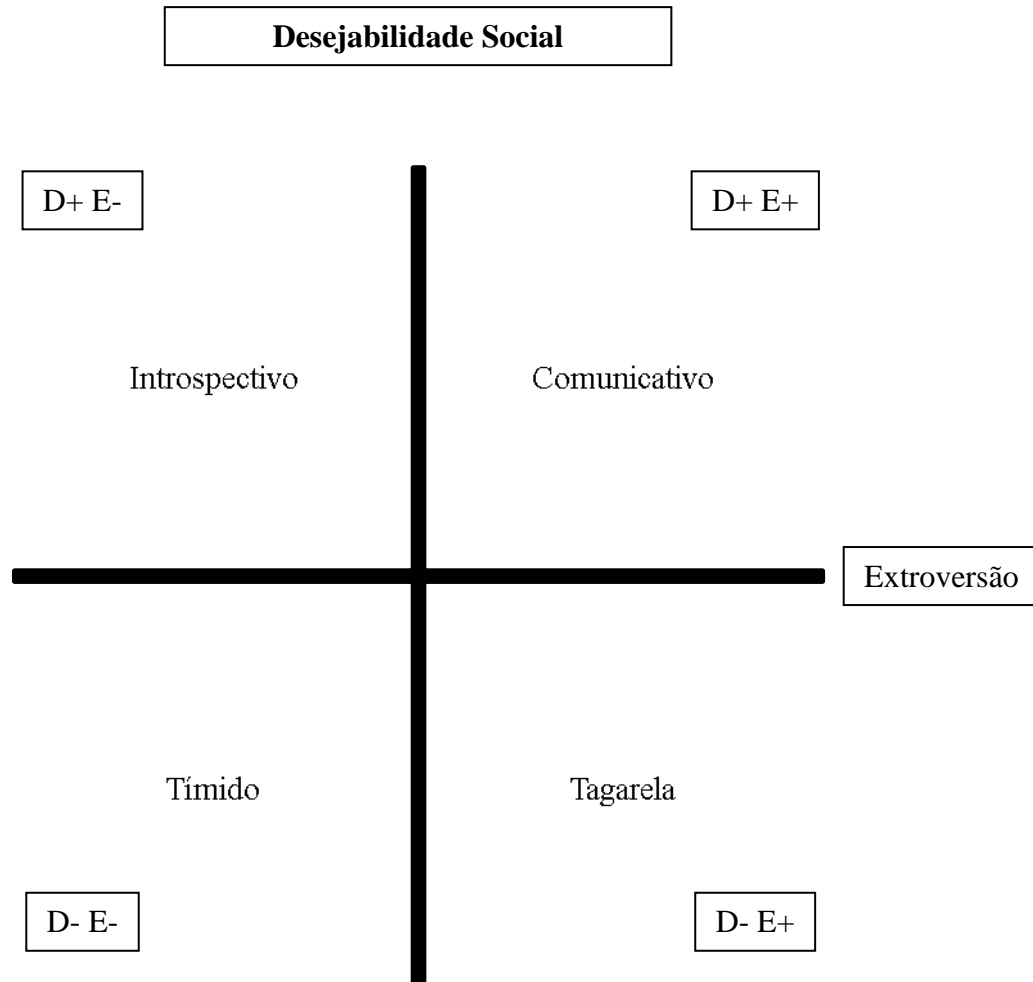 Desejabilidade Social
D+ E-
D+ E+
Introspectivo
Comunicativo
Extroversão
Tímido
Tagarela
D- E-
D- E+